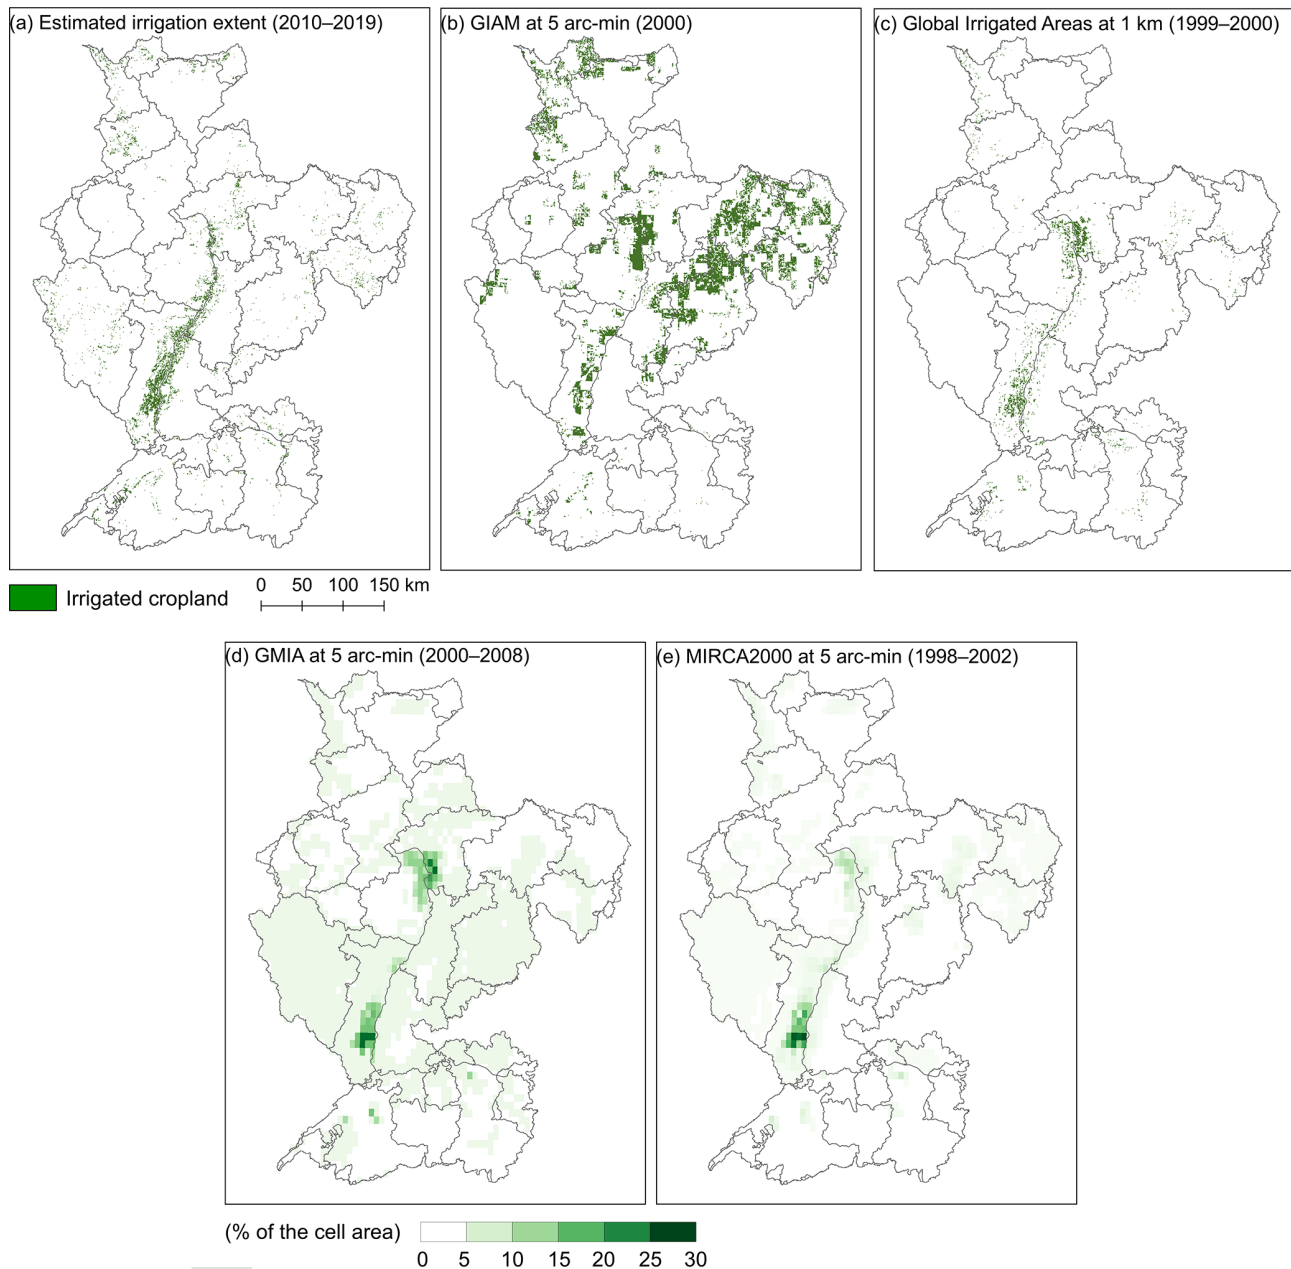 (a) Estimated irrigation extent (2010–2019)
(b) GIAM at 5 arc-min (2000)
(c) Global Irrigated Areas at 1 km (1999–2000)
Irrigated cropland
0 50 100 150 km
(d) GMIA at 5 arc-min (2000–2008)
(e) MIRCA2000 at 5 arc-min (1998–2002)
(% of the cell area)
0 5 10 15 20 25 30